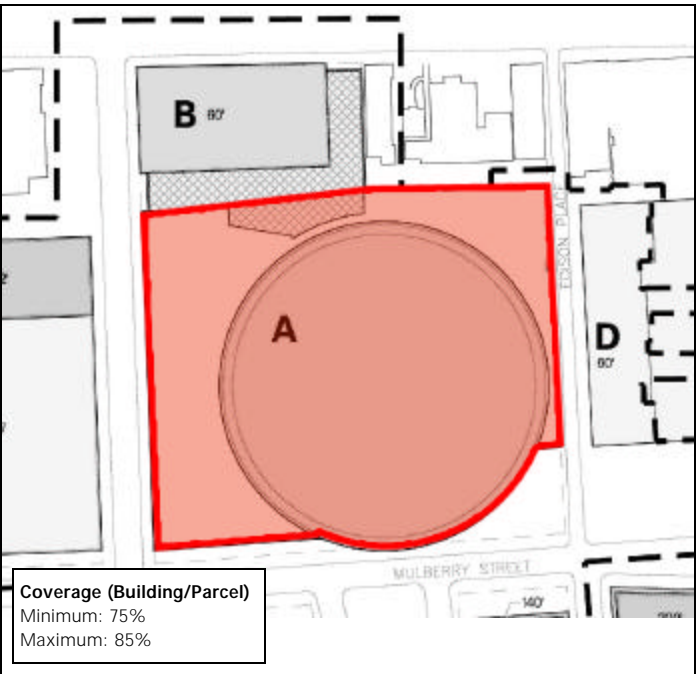 B 60'
EDISON PLACE
A
D
60'
MULBERRY STREET
140'
Coverage (Building/Parcel)
Minimum: 75%
Maximum: 85%